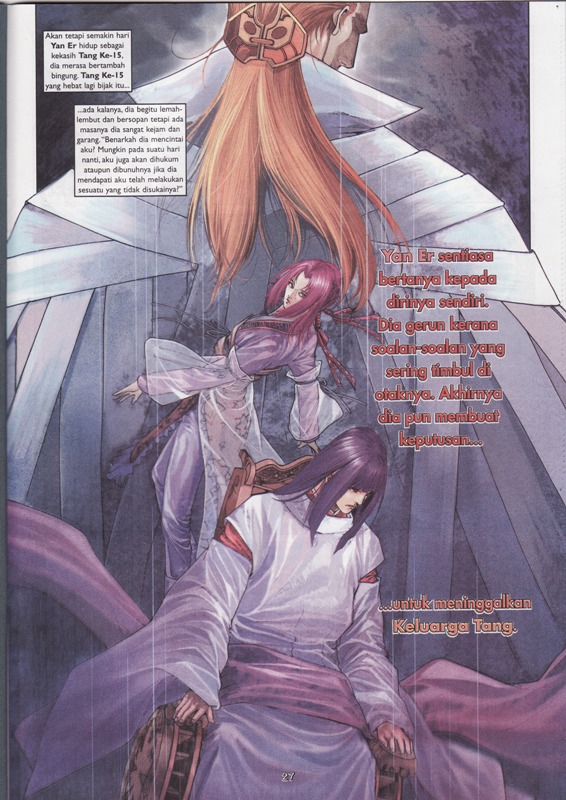 Akan tetapi semakin hari
Yan Er hidup sebagai
kekasih Tang Ke-15,
dia merasa bertambah
bingung. Tang Ke-15
yang hebat lagi bijak itu...
...ada kalanya, dia begitu lemah-
lembut dan bersopan tetapi ada
masanya dia sangat kejam dan
garang. "Benarkah dia mencintai
aku? Mungkin pada suatu hari
nanti, aku juga akan dihukum
ataupun dibunuhnya jika dia
mendapati aku telah melakukan
sesuatu yang tidak disukainya?"
Yan Er sentiasa
bertanya kepada
dirinya sendiri.
Dia gerun kerana
soalan-soalan yang
sering timbul di
otaknya. Akhirnya
dia pun membuat
keputusan...
...untuk meninggalkan
Keluarga Tang.
27